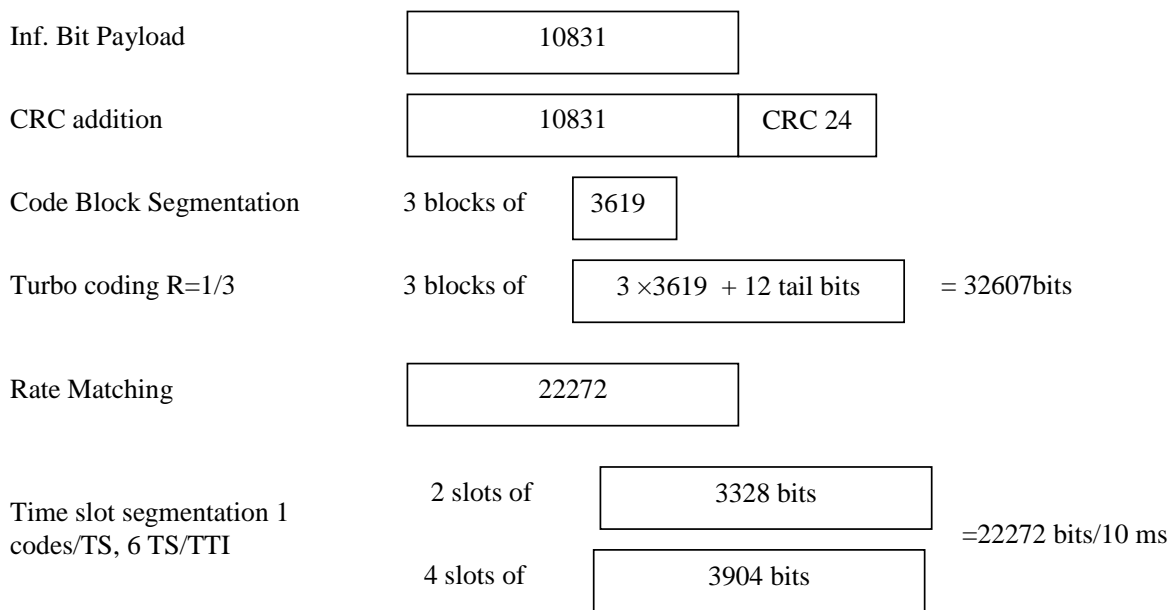 Inf. Bit Payload 10831
CRC addition 10831 CRC 24
Code Block Segmentation 3 blocks of 3619
Turbo coding R=1/3 3 blocks of 3 ×3619 + 12 tail bits = 32607bits
Rate Matching 22272
2 slots of 3328 bits
Time slot segmentation 1
codes/TS, 6 TS/TTI
=22272 bits/10 ms
4 slots of 3904 bits